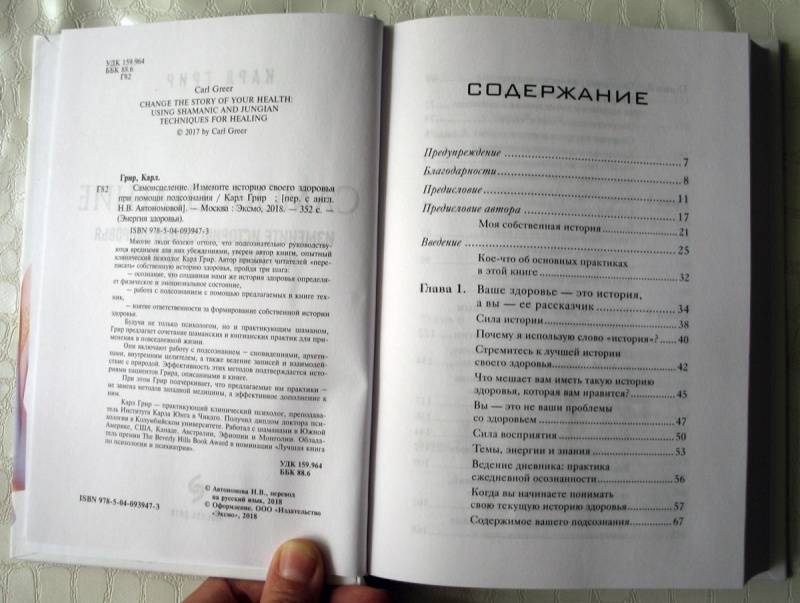 УДК 159.964
ББК 88.6
Г82
Carl Greer
CHANGE THE STORY OF YOUR HEALTH:
USING SHAMANIC AND JUNGIAN
TECHNIQUES FOR HEALING
© 2017 by Carl Greer
Грир, Карл.
Г82 Самоисцеление. Измените историю своего здоровья
при помощи подсознания / Карл Грир ; [пер. с англ.
Н.В. Автономовой]. — Москва : Эксмо, 2018. — 352 с. —
(Энергия здоровья).
ISBN 978-5-04-093947-3
Многие люди болеют оттого, что подсознательно руководству-
ются вредными для них убеждениями, уверен автор книги, опытный
клинический психолог Карл Грир. Автор призывает читателей «пере-
писать» собственную историю здоровья, пройдя три шага:
— осознание, что созданная нами же история здоровья определя-
ет физическое и эмоциональное состояние,
— работа с подсознанием с помощью предлагаемых в книге тех-
ник,
— взятие ответственности за формирование собственной истории
здоровья.
Будучи не только психологом, но и практикующим шаманом,
Грир предлагает сочетание шаманских и юнгианских практик для при-
менения в повседневной жизни.
Они включают работу с подсознанием — сновидениями, архети-
пами, внутренним целителем, а также ведение записей и взаимодей-
ствие с природой. Эффективность этих методов подтверждается исто-
риями пациентов Грира, описанными в книге.
При этом Грир подчеркивает, что предлагаемые им практики —
не замена методов западной медицины, а эффективное дополнение к
ним.
Карл Грир — практикующий клинический психолог, преподава-
тель Института Карла Юнга в Чикаго. Получил диплом доктора пси-
хологии в Колумбийском университете. Работал с шаманами в Южной
Америке, США, Канаде, Австралии, Эфиопии и Монголии. Облада-
тель премии The Beverly Hills Book Award в номинации «Лучшая книга
по психологии и психиатрии».
УДК 159.964
ББК 88.6
© Автономова Н.В., перевод
на русский язык, 2018
© Оформление. ООО «Издательство
«Эксмо», 2018
ISBN 978-5-04-093947-3
СОДЕРЖАНИЕ
Предупреждение 7
Благодарности 8
Предисловие 11
Предисловие автора 17
Моя собственная история 21
Введение 25
Кое-что об основных практиках
в этой книге 32
Глава 1. Ваше здоровье — это история,
а вы — ее рассказчик 34
Сила истории 38
Почему я использую слово «история»? 40
Стремитесь к лучшей истории
своего здоровья 42
Что мешает вам иметь такую историю
здоровья, которая вам нравится? 45
Вы — это не ваши проблемы
со здоровьем 47
Сила восприятия 50
Темы, энергии и знания 53
Ведение дневника: практика
ежедневной осознанности 56
Когда вы начинаете понимать
свою текущую историю здоровья 57
Содержимое вашего подсознания 67